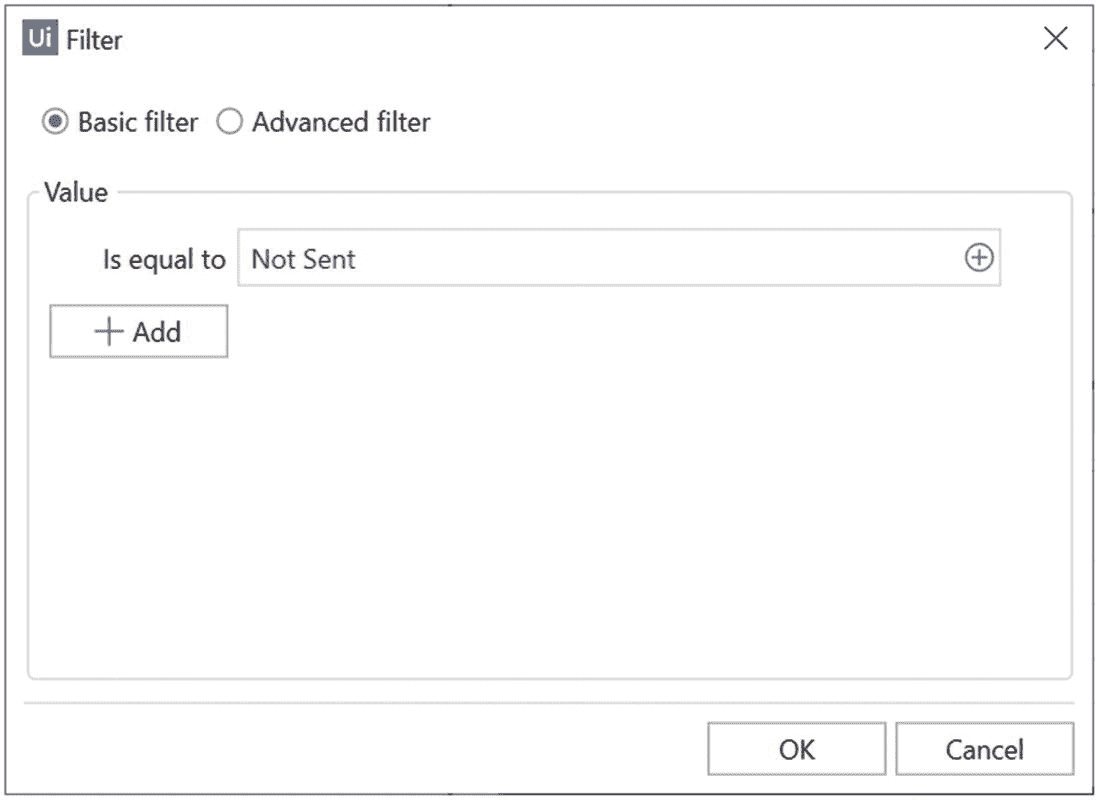 Ui Filter
Basic filter Advanced filter
Value
Is equal to Not Sent
Add
OK Cancel